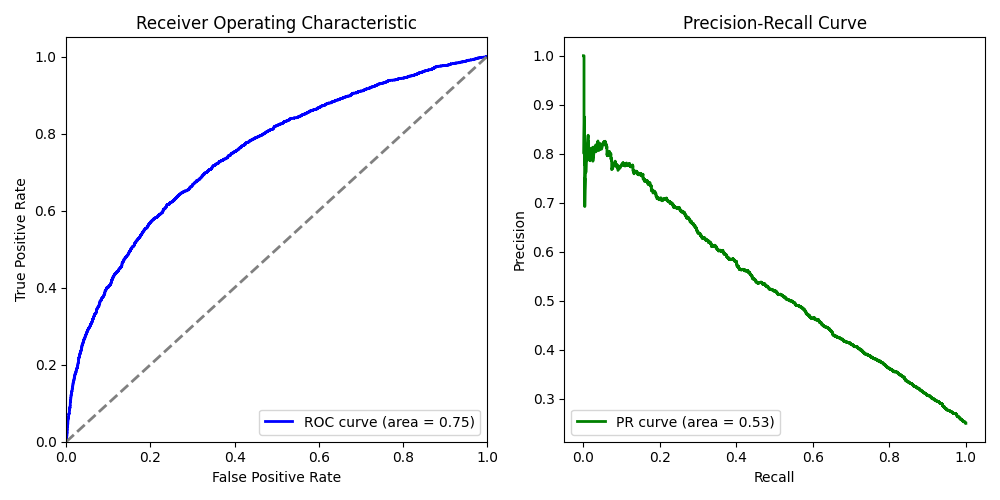 Receiver Operating Characteristic
True Positive Rate
1.0
0.8
0.6
0.4
0.2
0.0
0.0 0.2 0.4 0.6 0.8 1.0
False Positive Rate
ROC curve (area = 0.75)
Precision-Recall Curve
Precision
1.0
0.9
0.8
0.7
0.6
0.5
0.4
0.3
0.0 0.2 0.4 0.6 0.8 1.0
Recall
PR curve (area = 0.53)